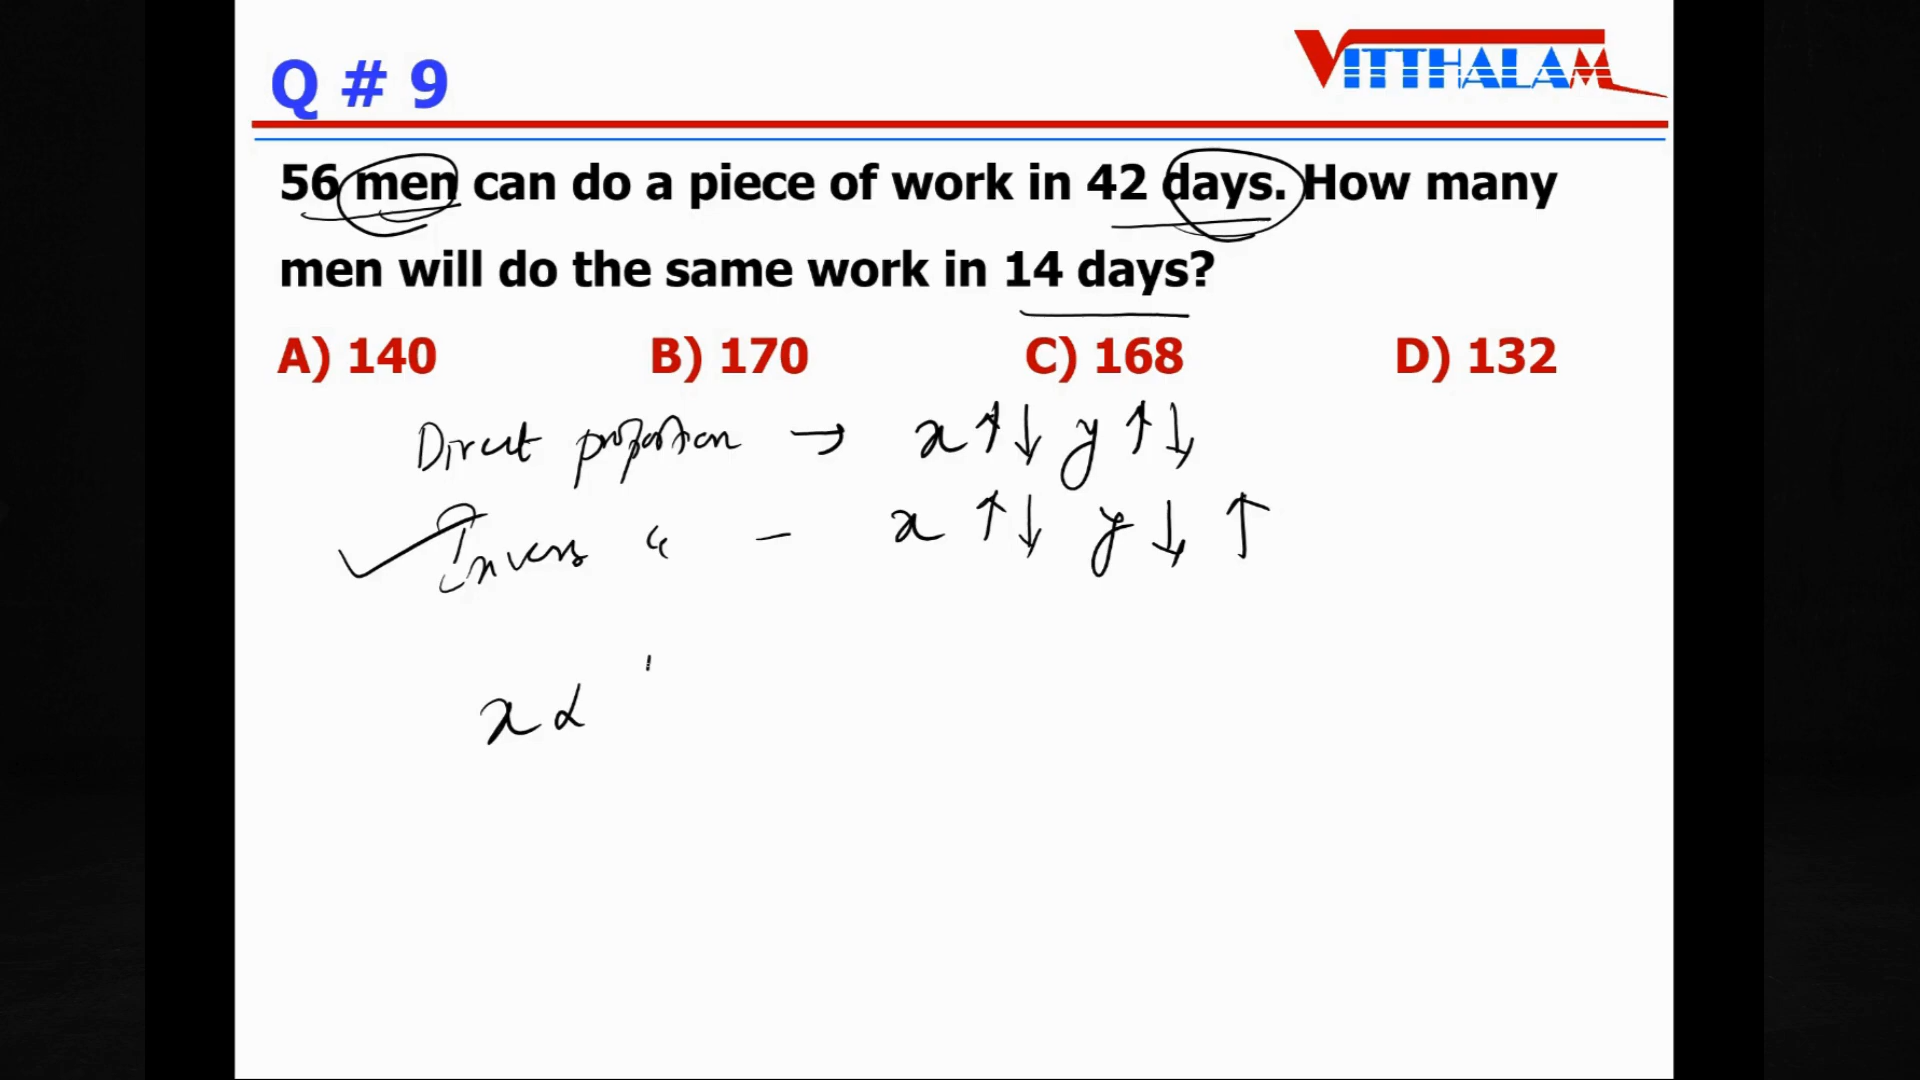 Q # 9
VITTHALAM
56 men can do a piece of work in 42 days. How many
men will do the same work in 14 days?
A) 140 B) 170 C) 168 D) 132
Direct proportion → x ↑ ↓ y ↑ ↓
✓ Inverse " - x ↑ ↓ y ↓ ↑
x α